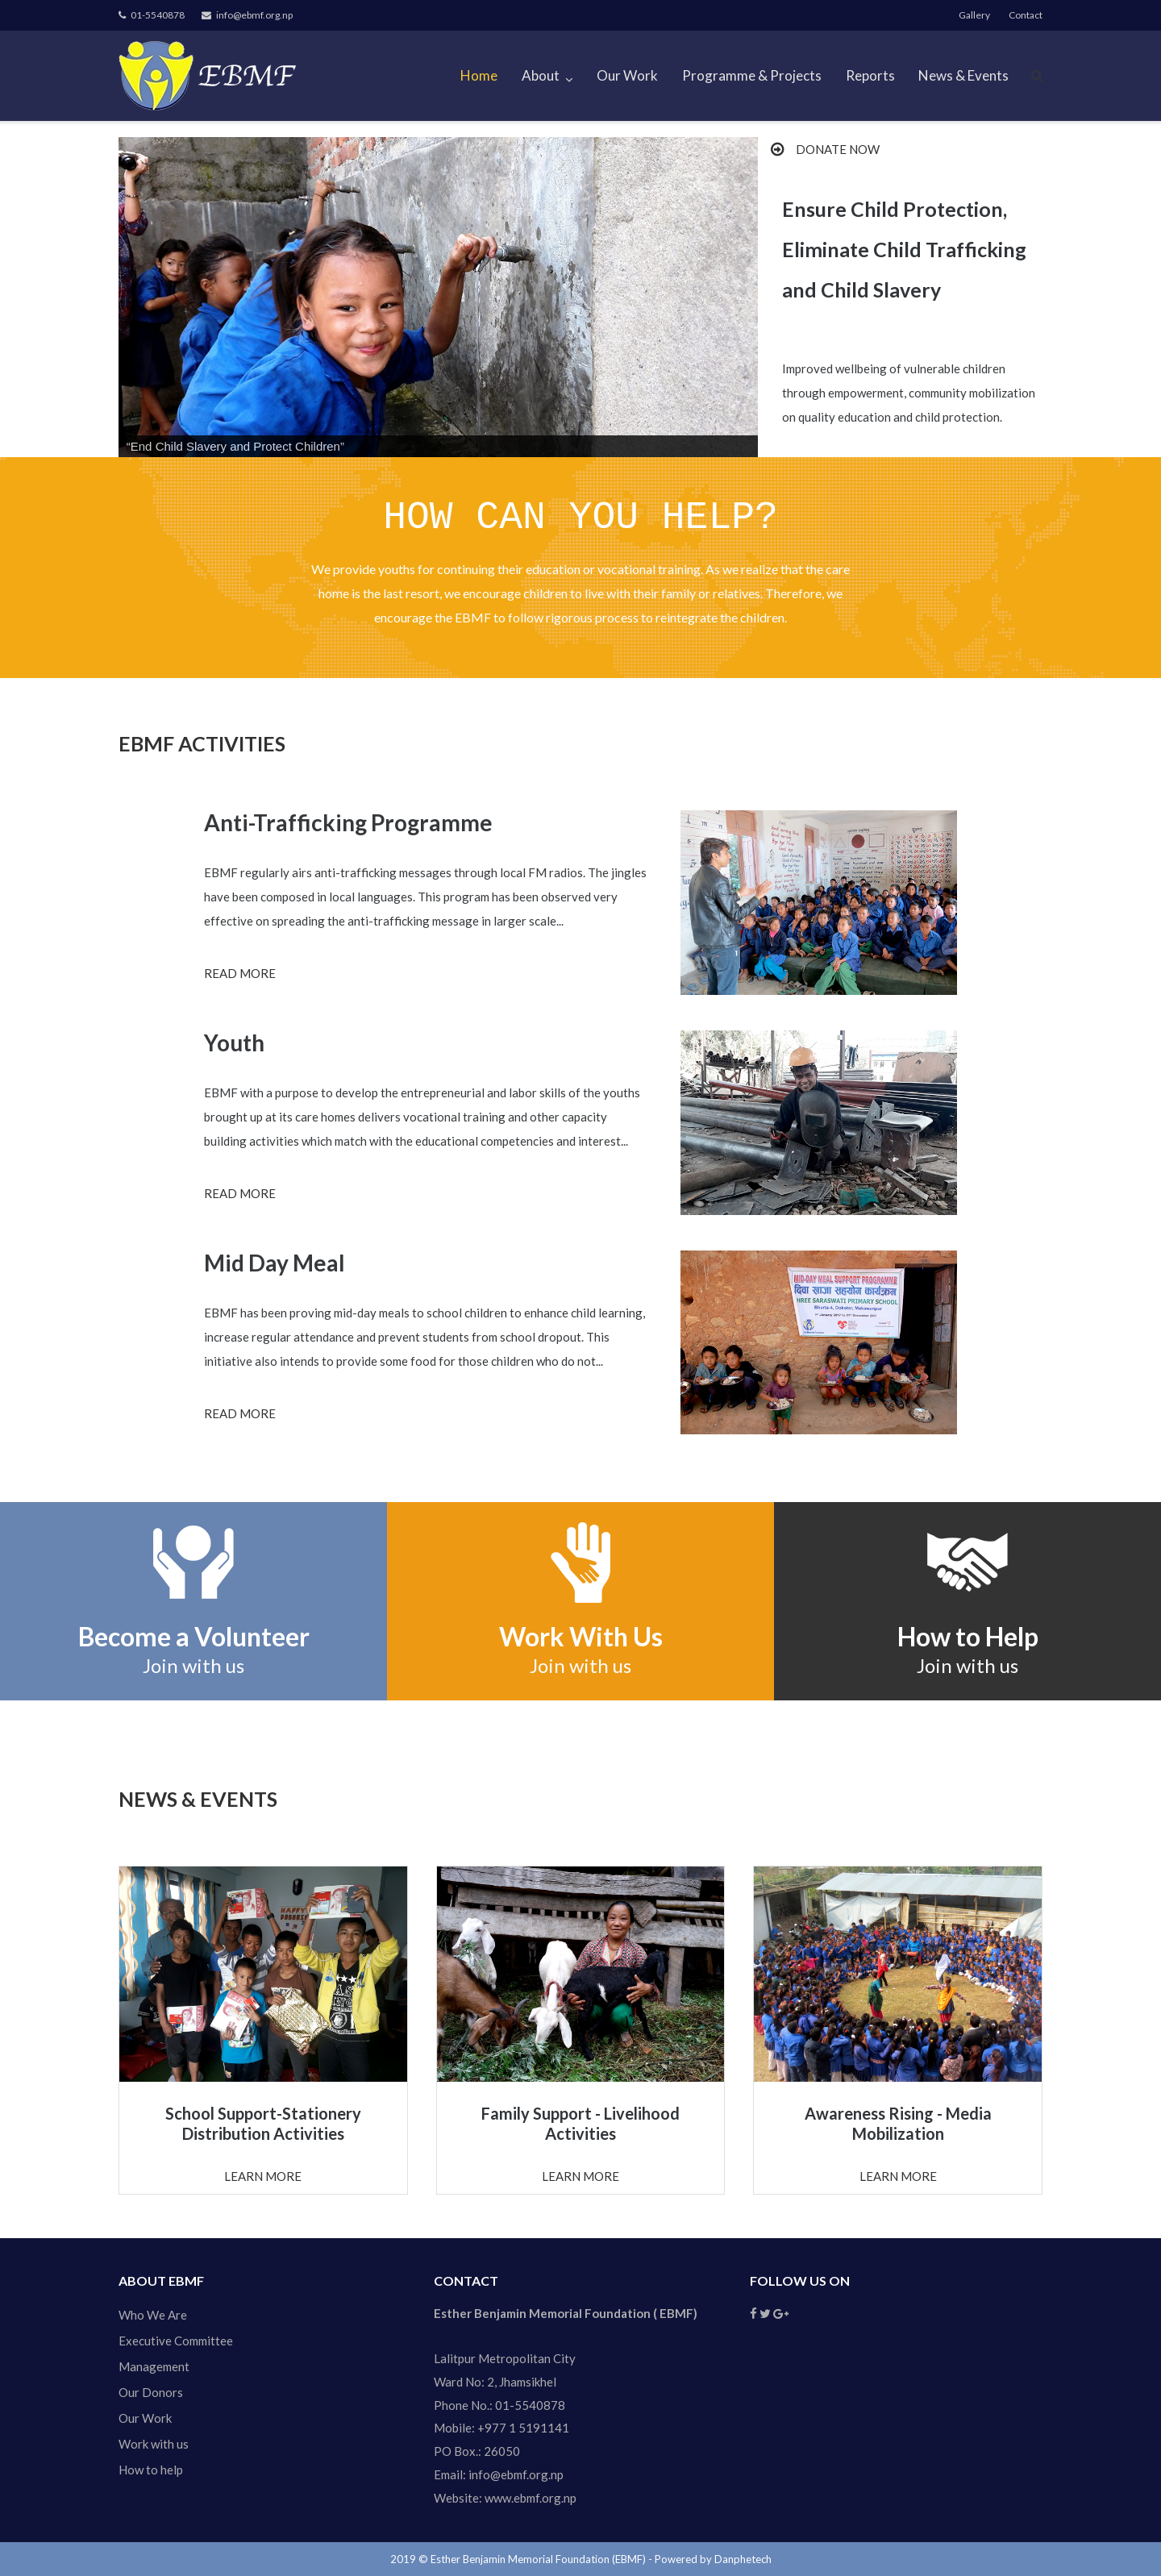 01-5540878 info@ebmf.org.np Gallery Contact
EBMF
Home About Our Work Programme & Projects Reports News & Events
DONATE NOW
Ensure Child Protection,
Eliminate Child Trafficking
and Child Slavery
Improved wellbeing of vulnerable children
through empowerment, community mobilization
on quality education and child protection.
“End Child Slavery and Protect Children”
HOW CAN YOU HELP?
We provide youths for continuing their education or vocational training. As we realize that the care
home is the last resort, we encourage children to live with their family or relatives. Therefore, we
encourage the EBMF to follow rigorous process to reintegrate the children.
EBMF ACTIVITIES
Anti-Trafficking Programme
EBMF regularly airs anti-trafficking messages through local FM radios. The jingles
have been composed in local languages. This program has been observed very
effective on spreading the anti-trafficking message in larger scale...
READ MORE
Youth
EBMF with a purpose to develop the entrepreneurial and labor skills of the youths
brought up at its care homes delivers vocational training and other capacity
building activities which match with the educational competencies and interest...
READ MORE
Mid Day Meal
EBMF has been proving mid-day meals to school children to enhance child learning,
increase regular attendance and prevent students from school dropout. This
initiative also intends to provide some food for those children who do not...
READ MORE
MID-DAY MEAL SUPPORT PROGRAMME
दिवा खाजा सहयोग कार्यक्रम
SHREE SARASWATI PRIMARY SCHOOL
Become a Volunteer
Join with us
Work With Us
Join with us
How to Help
Join with us
NEWS & EVENTS
School Support-Stationery
Distribution Activities
LEARN MORE
Family Support - Livelihood
Activities
LEARN MORE
Awareness Rising - Media
Mobilization
LEARN MORE
ABOUT EBMF
Who We Are
Executive Committee
Management
Our Donors
Our Work
Work with us
How to help
CONTACT
Esther Benjamin Memorial Foundation ( EBMF)
Lalitpur Metropolitan City
Ward No: 2, Jhamsikhel
Phone No.: 01-5540878
Mobile: +977 1 5191141
PO Box.: 26050
Email: info@ebmf.org.np
Website: www.ebmf.org.np
FOLLOW US ON
2019 © Esther Benjamin Memorial Foundation (EBMF) - Powered by Danphetech